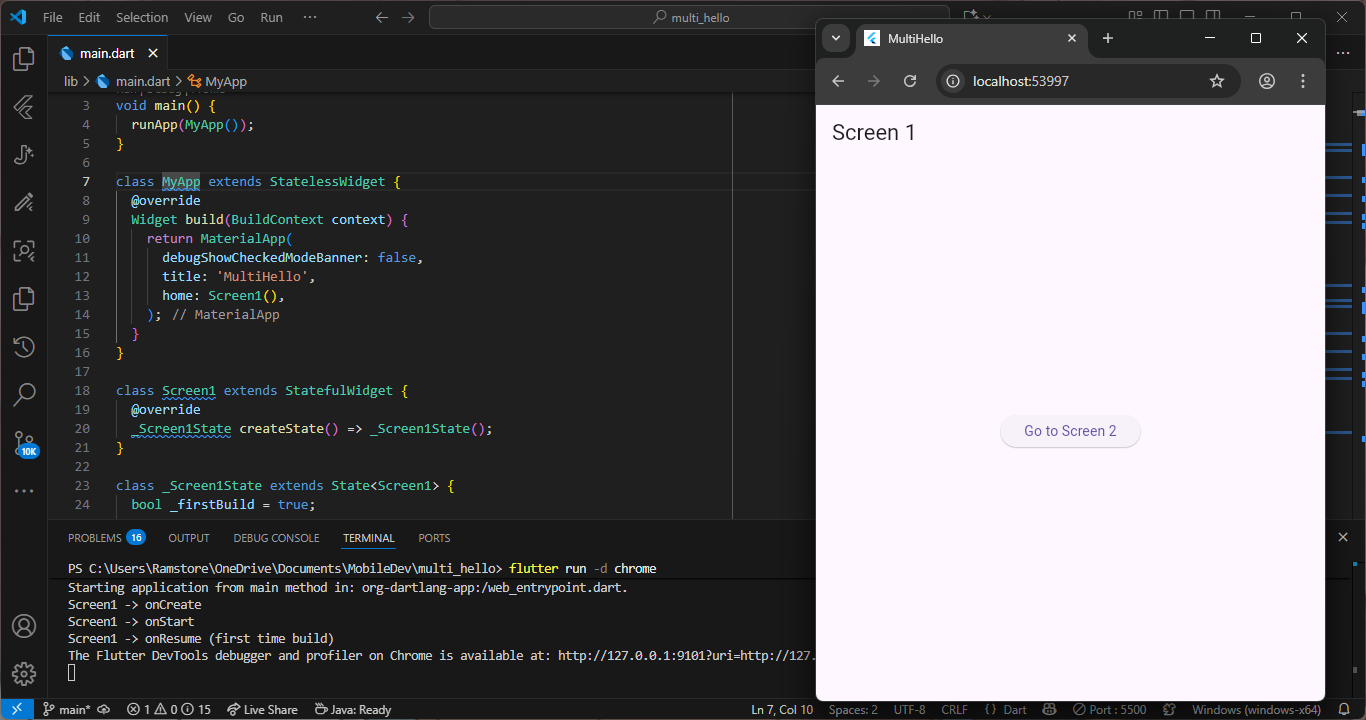 File Edit Selection View Go Run ···
multi_hello
main.dart
lib > main.dart > MyApp
3 void main() {
4 runApp(MyApp());
5 }
6
7 class MyApp extends StatelessWidget {
8 @override
9 Widget build(BuildContext context) {
10 return MaterialApp(
11 debugShowCheckedModeBanner: false,
12 title: 'MultiHello',
13 home: Screen1(),
14 ); // MaterialApp
15 }
16 }
17
18 class Screen1 extends StatefulWidget {
19 @override
20 _Screen1State createState() => _Screen1State();
21 }
22
23 class _Screen1State extends State<Screen1> {
24 bool _firstBuild = true;
10K
PROBLEMS 16 OUTPUT DEBUG CONSOLE TERMINAL PORTS
PS C:\Users\Ramstore\OneDrive\Documents\MobileDev\multi_hello> flutter run -d chrome
Starting application from main method in: org-dartlang-app:/web_entrypoint.dart.
Screen1 -> onCreate
Screen1 -> onStart
Screen1 -> onResume (first time build)
The Flutter DevTools debugger and profiler on Chrome is available at: http://127.0.0.1:9101?uri=http://127.
main* 1 0 15 Live Share Java: Ready Ln 7, Col 10 Spaces: 2 UTF-8 CRLF {} Dart Port : 5500 Windows (windows-x64)
MultiHello
localhost:53997
Screen 1
Go to Screen 2